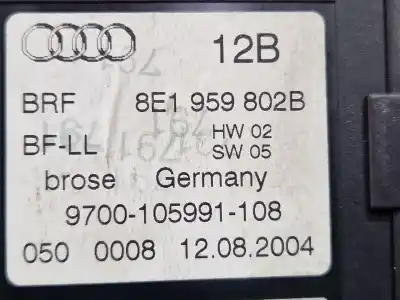 12B
BRF 8E1 959 802B
BF-LL HW 02
SW 05
brose Germany
9700-105991-108
050 0008 12.08.2004